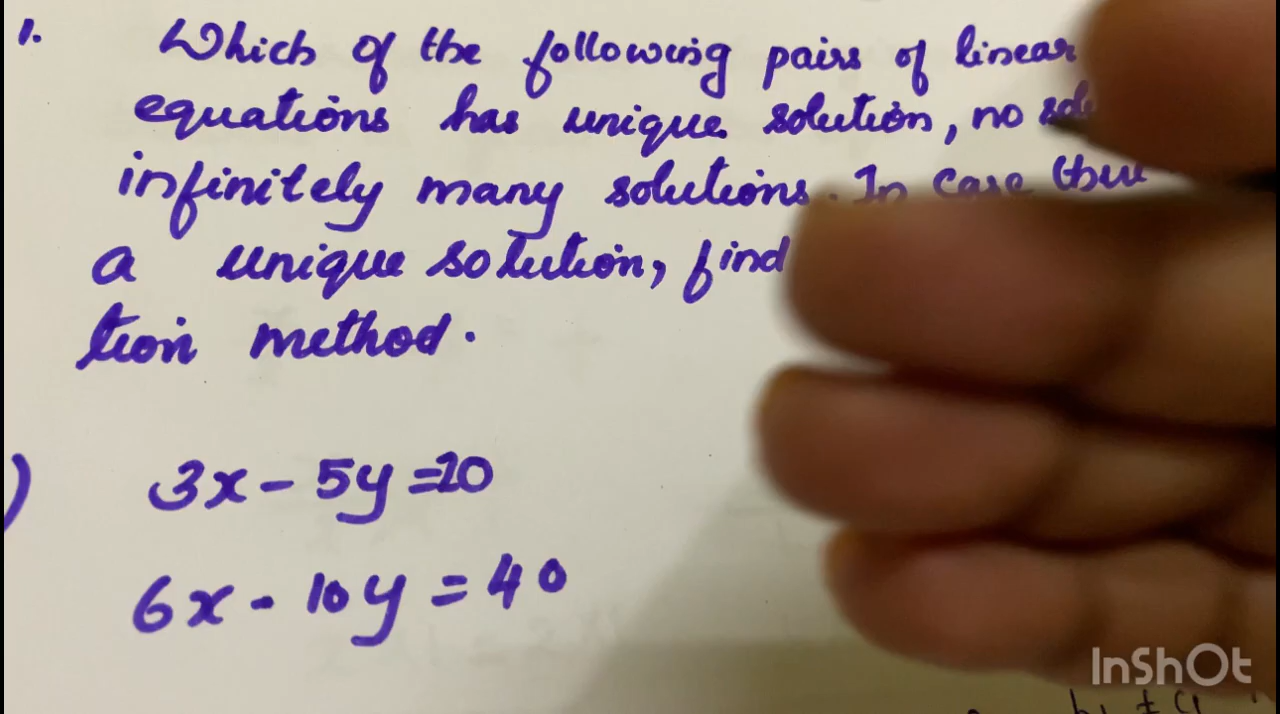 1. Which of the following pairs of linear
equations has unique solution, no
infinitely many solutions. In case
a unique solution, find
tion method.
) 3x - 5y = 20
6x - 10y = 40
InShOt